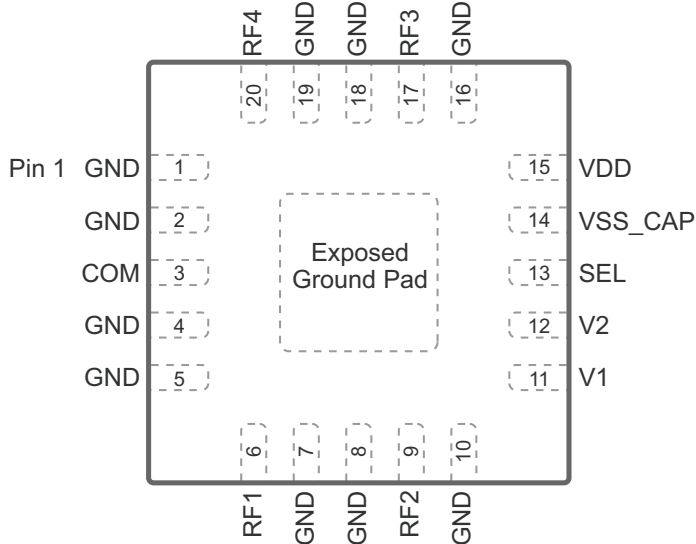 RF4
GND
GND
RF3
GND
20
19
18
17
16
Pin 1 GND 1
GND 2
COM 3
GND 4
GND 5
Exposed
Ground Pad
15 VDD
14 VSS_CAP
13 SEL
12 V2
11 V1
6
7
8
9
10
RF1
GND
GND
RF2
GND